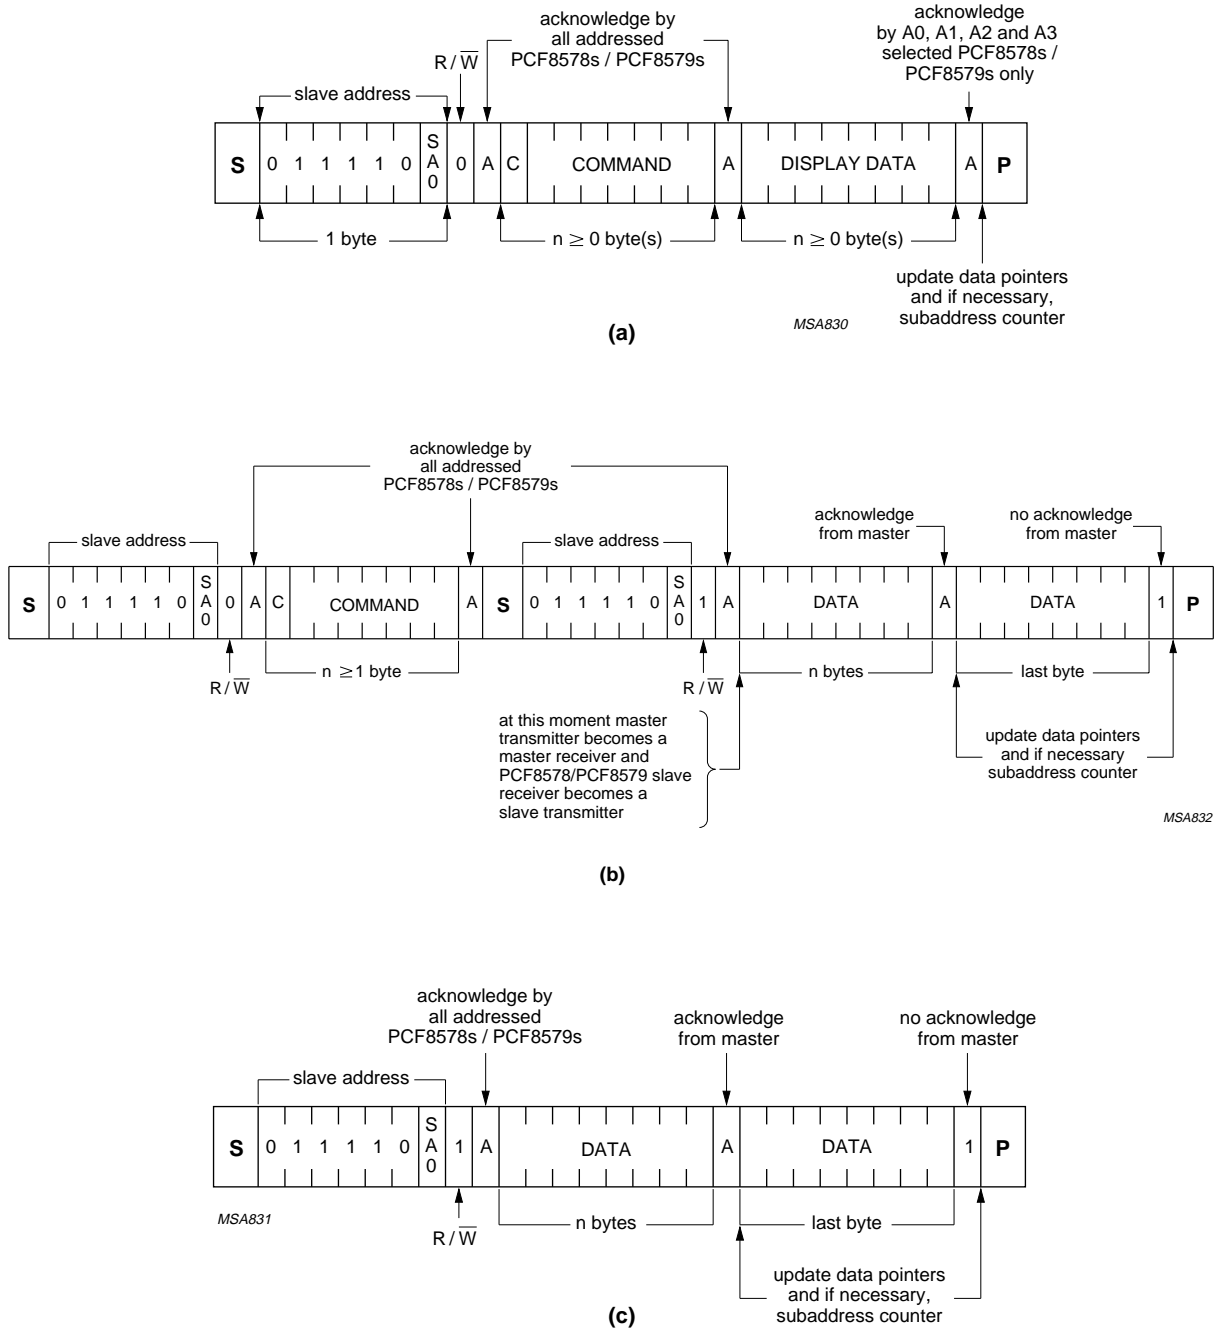 acknowledge by
all addressed
PCF8578s / PCF8579s
acknowledge
by A0, A1, A2 and A3
selected PCF8578s /
PCF8579s only
R / W
slave address
S 0 1 1 1 1 0 SA0 0 A C COMMAND A DISPLAY DATA A P
1 byte
n ≥ 0 byte(s)
n ≥ 0 byte(s)
update data pointers
and if necessary,
subaddress counter
MSA830
(a)
acknowledge by
all addressed
PCF8578s / PCF8579s
acknowledge
from master
no acknowledge
from master
slave address
slave address
S 0 1 1 1 1 0 SA0 0 A C COMMAND A S 0 1 1 1 1 0 SA0 1 A DATA A DATA 1 P
R / W
n ≥ 1 byte
R / W
n bytes
last byte
at this moment master
transmitter becomes a
master receiver and
PCF8578/PCF8579 slave
receiver becomes a
slave transmitter
update data pointers
and if necessary
subaddress counter
MSA832
(b)
acknowledge by
all addressed
PCF8578s / PCF8579s
acknowledge
from master
no acknowledge
from master
slave address
S 0 1 1 1 1 0 SA0 1 A DATA A DATA 1 P
MSA831
R / W
n bytes
last byte
update data pointers
and if necessary,
subaddress counter
(c)